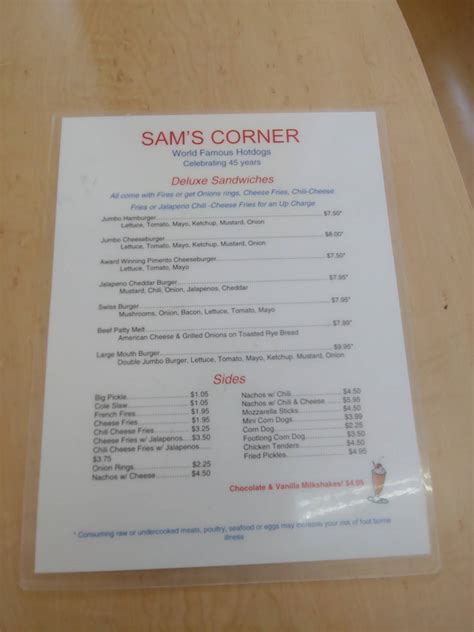 SAM'S CORNER
World Famous Hotdogs
Celebrating 45 years
Deluxe Sandwiches
All come with Fires or get Onions rings, Cheese Fries, Chili-Cheese
Fries or Jalapeno Chili -Cheese Fries for an Up Charge
Jumbo Hamburger $7.50*
Lettuce, Tomato, Mayo, Ketchup, Mustard, Onion
Jumbo Cheeseburger $8.00*
Lettuce, Tomato, Mayo, Ketchup, Mustard, Onion
Award Winning Pimento Cheeseburger $7.50*
Lettuce, Tomato, Mayo
Jalapeno Cheddar Burger $7.95*
Mustard, Chili, Onion, Jalapenos, Cheddar
Swiss Burger $7.95*
Mushrooms, Onion, Bacon, Lettuce, Tomato, Mayo
Beef Patty Melt $7.99*
American Cheese & Grilled Onions on Toasted Rye Bread
Large Mouth Burger $9.95*
Double Jumbo Burger, Lettuce, Tomato, Mayo, Ketchup. Mustard, Onion
Sides
Big Pickle $1.05
Cole Slaw $1.05
French Fires $1.95
Cheese Fries $2.95
Chili Cheese Fries
Cheese Fries w/ Jalapenos $3.50
Chili Cheese Fries w/ Jalapenos
$3.75
Onion Rings $2.25
Nachos w/ Cheese $4.50
Nachos w/ Chili $4.50
Nachos w/ Chili & Cheese $5.95
Mozzarella Sticks $4.50
Mini Corn Dogs $3.99
Corn Dog $2.25
Footlong Corn Dog
Chicken Tenders $4.50
Fried Pickles $4.95
Chocolate & Vanilla Milkshakes! $4.95
* Consuming raw or undercooked meats, poultry, seafood or eggs may increase your risk of foot borne
illness